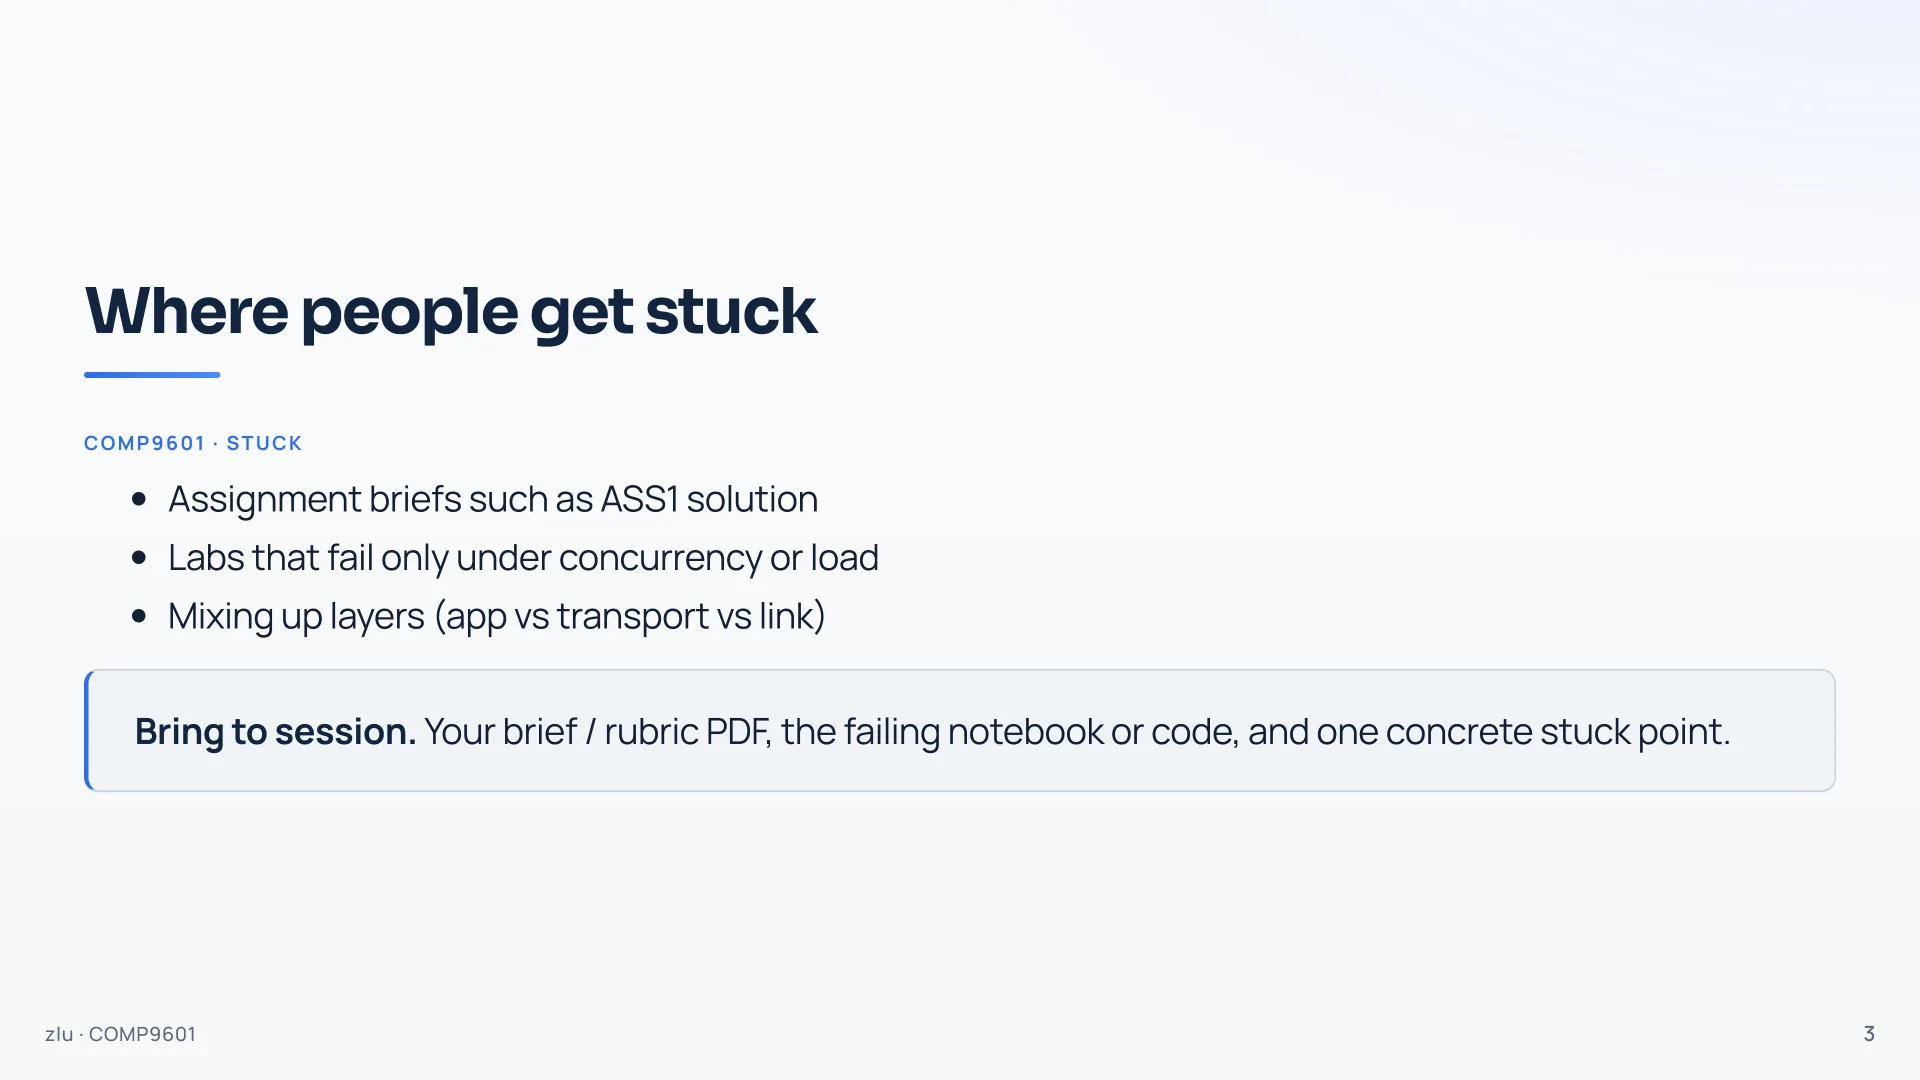 Where people get stuck
COMP9601 · STUCK
• Assignment briefs such as ASS1 solution
• Labs that fail only under concurrency or load
• Mixing up layers (app vs transport vs link)
Bring to session. Your brief / rubric PDF, the failing notebook or code, and one concrete stuck point.
zlu · COMP9601
3